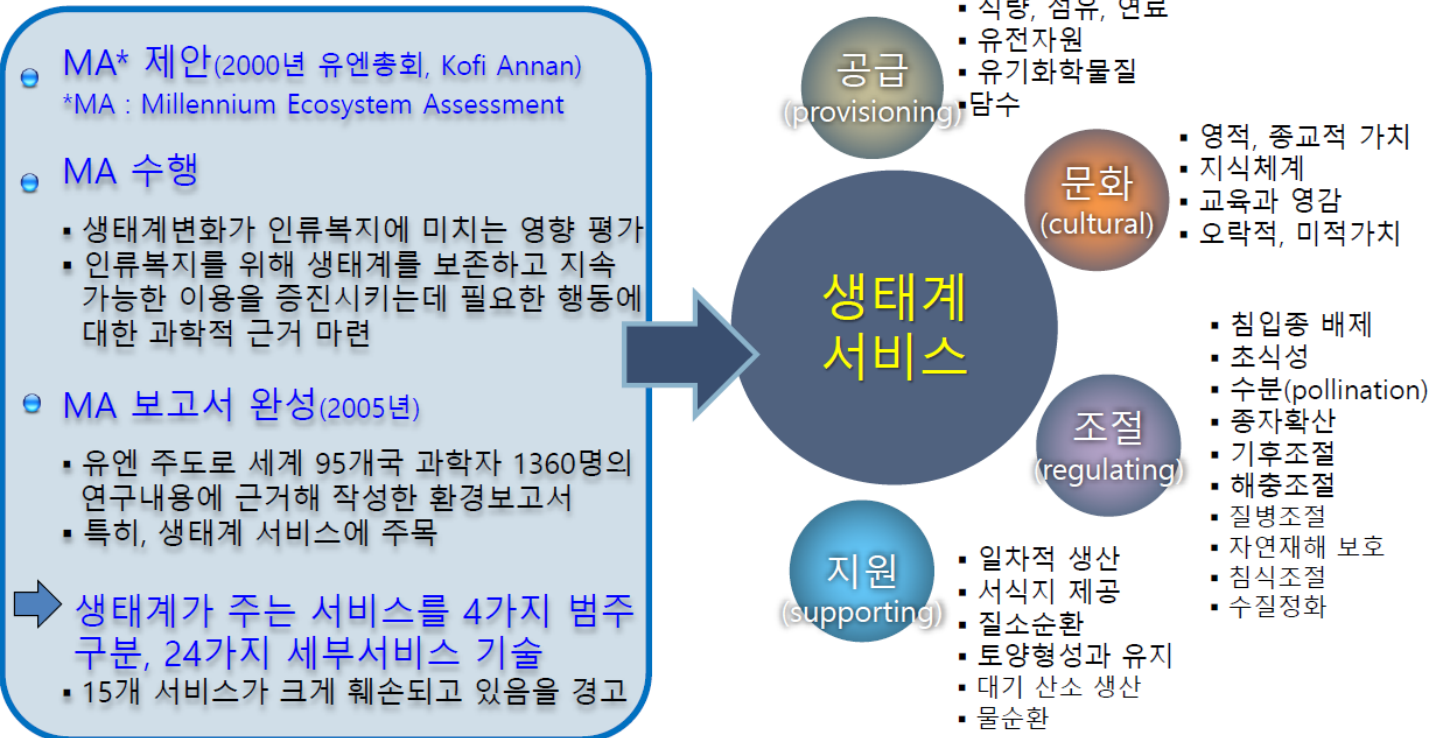 MA* 제안(2000년 유엔총회, Kofi Annan)
*MA : Millennium Ecosystem Assessment
MA 수행
▪ 생태계변화가 인류복지에 미치는 영향 평가
▪ 인류복지를 위해 생태계를 보존하고 지속
가능한 이용을 증진시키는데 필요한 행동에
대한 과학적 근거 마련
MA 보고서 완성(2005년)
▪ 유엔 주도로 세계 95개국 과학자 1360명의
연구내용에 근거해 작성한 환경보고서
▪ 특히, 생태계 서비스에 주목
생태계가 주는 서비스를 4가지 범주
구분, 24가지 세부서비스 기술
▪ 15개 서비스가 크게 훼손되고 있음을 경고
생태계
서비스
공급
(provisioning)
▪ 식량, 섬유, 연료
▪ 유전자원
▪ 유기화학물질
▪담수
문화
(cultural)
▪ 영적, 종교적 가치
▪ 지식체계
▪ 교육과 영감
▪ 오락적, 미적가치
조절
(regulating)
▪ 침입종 배제
▪ 초식성
▪ 수분(pollination)
▪ 종자확산
▪ 기후조절
▪ 해충조절
▪ 질병조절
▪ 자연재해 보호
▪ 침식조절
▪ 수질정화
지원
(supporting)
▪ 일차적 생산
▪ 서식지 제공
▪ 질소순환
▪ 토양형성과 유지
▪ 대기 산소 생산
▪ 물순환